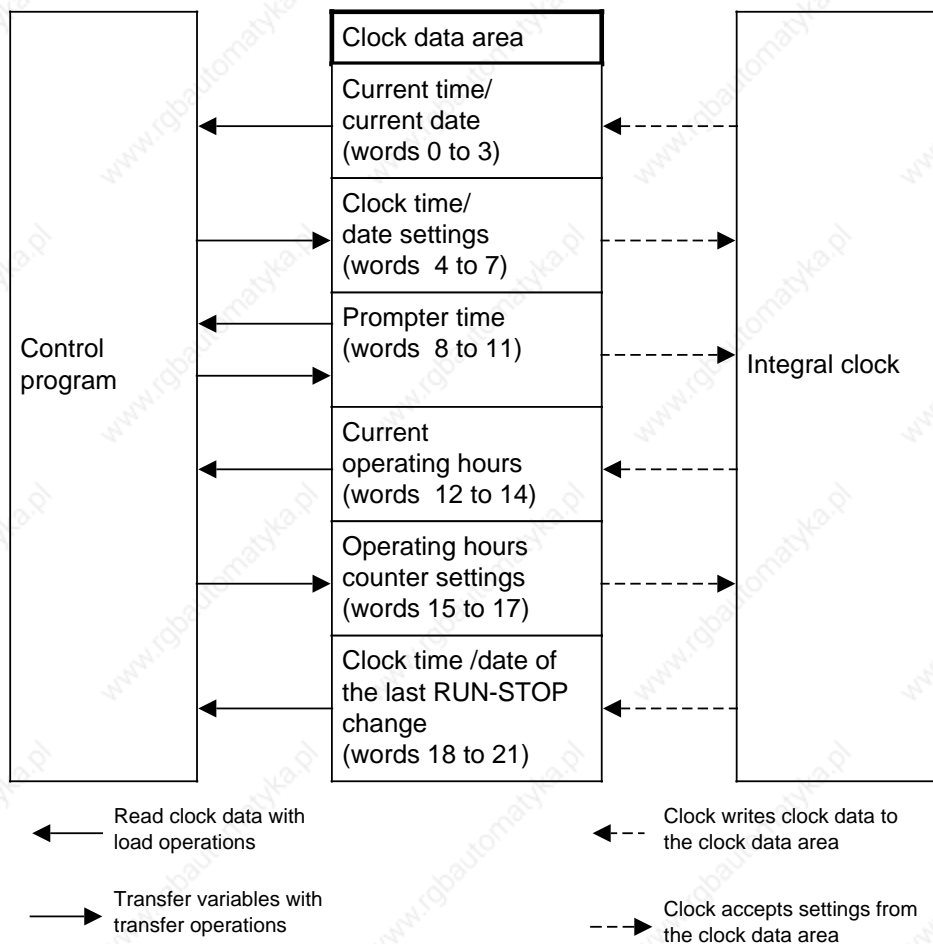 Clock data area
Current time/
current date
(words 0 to 3)
Clock time/
date settings
(words 4 to 7)
Prompter time
(words 8 to 11)
Control
program
Integral clock
Current
operating hours
(words 12 to 14)
Operating hours
counter settings
(words 15 to 17)
Clock time /date of
the last RUN-STOP
change
(words 18 to 21)
Read clock data with
load operations
Clock writes clock data to
the clock data area
Transfer variables with
transfer operations
Clock accepts settings from
the clock data area
www.rgbautomatyka.pl